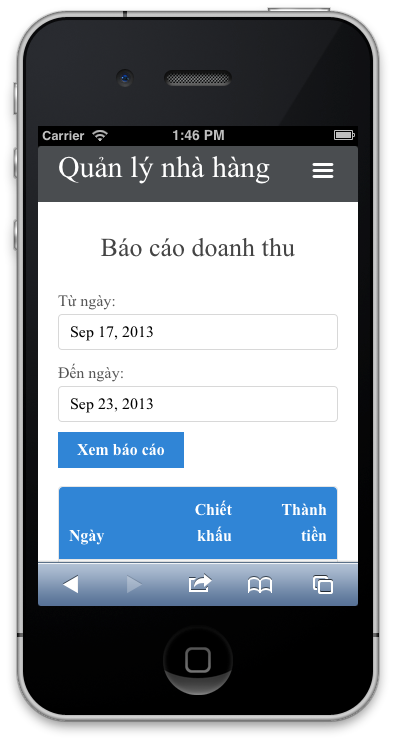 Carrier 1:46 PM
Quản lý nhà hàng
Báo cáo doanh thu
Từ ngày:
Sep 17, 2013
Đến ngày:
Sep 23, 2013
Xem báo cáo
Ngày Chiết khấu Thành tiền